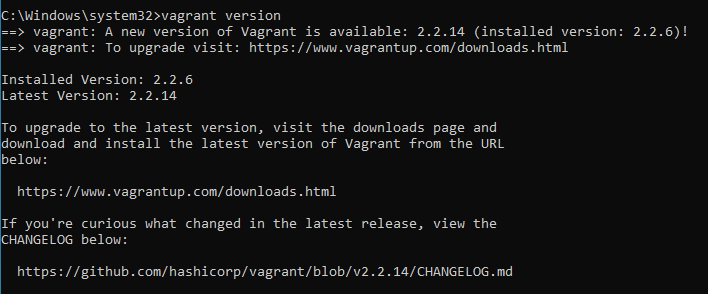 C:\Windows\system32>vagrant version
==> vagrant: A new version of Vagrant is available: 2.2.14 (installed version: 2.2.6)!
==> vagrant: To upgrade visit: https://www.vagrantup.com/downloads.html
Installed Version: 2.2.6
Latest Version: 2.2.14
To upgrade to the latest version, visit the downloads page and
download and install the latest version of Vagrant from the URL
below:
https://www.vagrantup.com/downloads.html
If you're curious what changed in the latest release, view the
CHANGELOG below:
https://github.com/hashicorp/vagrant/blob/v2.2.14/CHANGELOG.md